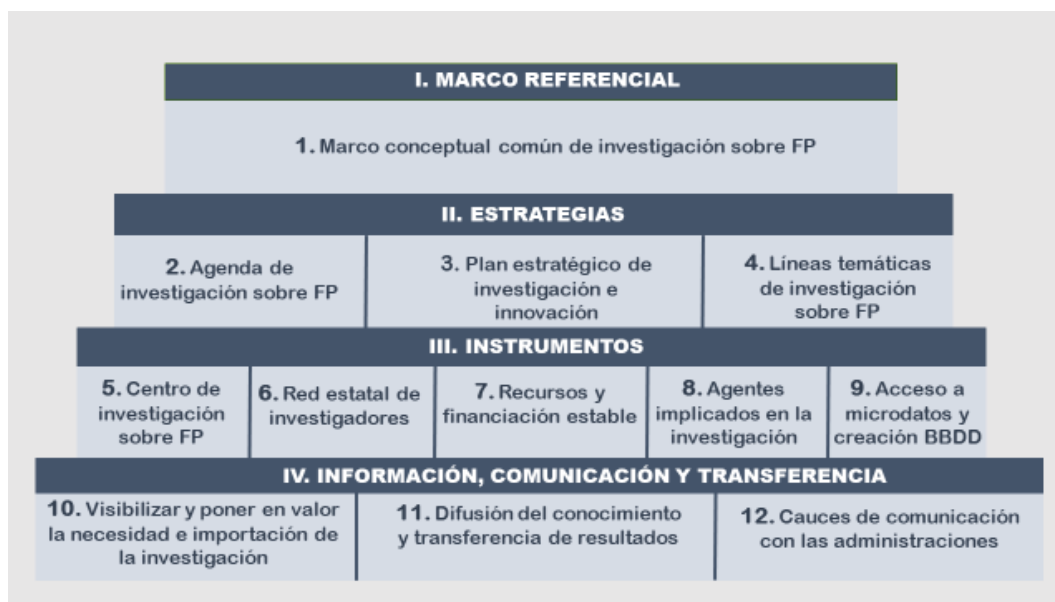 I. MARCO REFERENCIAL
1. Marco conceptual común de investigación sobre FP
II. ESTRATEGIAS
2. Agenda de
investigación sobre FP
3. Plan estratégico de
investigación e
innovación
4. Líneas temáticas
de investigación
sobre FP
III. INSTRUMENTOS
5. Centro de
investigación
sobre FP
6. Red estatal de
investigadores
7. Recursos y
financiación estable
8. Agentes
implicados en la
investigación
9. Acceso a
microdatos y
creación BBDD
IV. INFORMACIÓN, COMUNICACIÓN Y TRANSFERENCIA
10. Visibilizar y poner en valor
la necesidad e importación de
la investigación
11. Difusión del conocimiento
y transferencia de resultados
12. Cauces de comunicación
con las administraciones